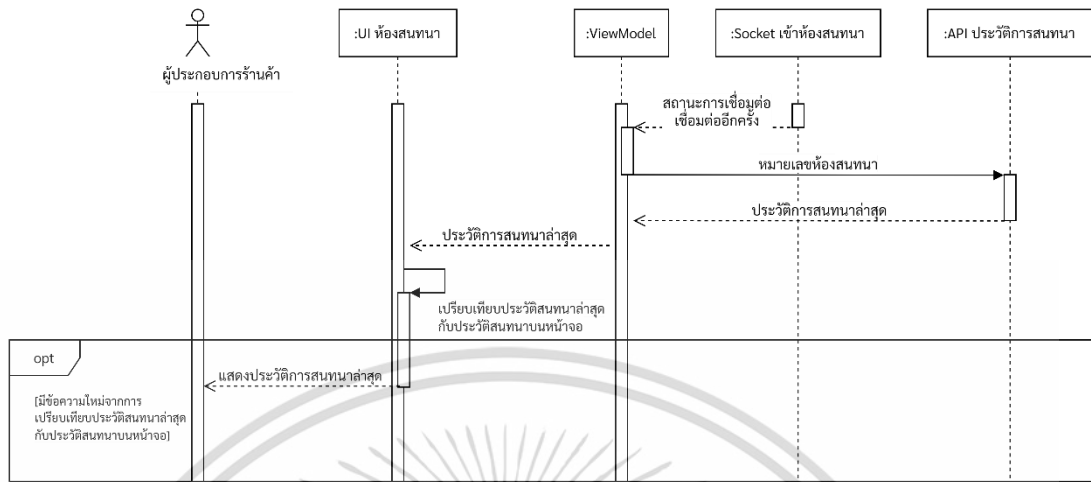 :UI ห้องสนทนา
:ViewModel
:Socket เข้าห้องสนทนา
:API ประวัติการสนทนา
ผู้ประกอบการร้านค้า
สถานะการเชื่อมต่อ
เชื่อมต่ออีกครั้ง
หมายเลขห้องสนทนา
ประวัติการสนทนาล่าสุด
ประวัติการสนทนาล่าสุด
เปรียบเทียบประวัติสนทนาล่าสุด
กับประวัติสนทนาบนหน้าจอ
opt
แสดงประวัติการสนทนาล่าสุด
[มีข้อความใหม่จากการ
เปรียบเทียบประวัติสนทนาล่าสุด
กับประวัติสนทนาบนหน้าจอ]